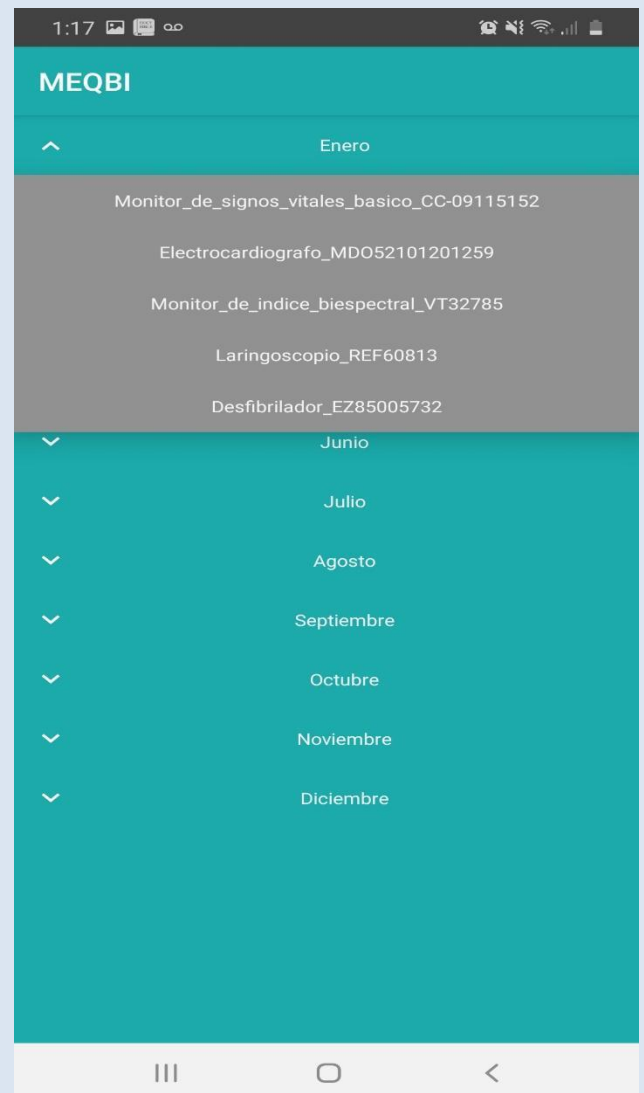 1:17
MEQBI
Enero
Monitor_de_signos_vitales_basico_CC-09115152
Electrocardiografo_MDO52101201259
Monitor_de_indice_biespectral_VT32785
Laringoscopio_REF60813
Desfibrilador_EZ85005732
Junio
Julio
Agosto
Septiembre
Octubre
Noviembre
Diciembre